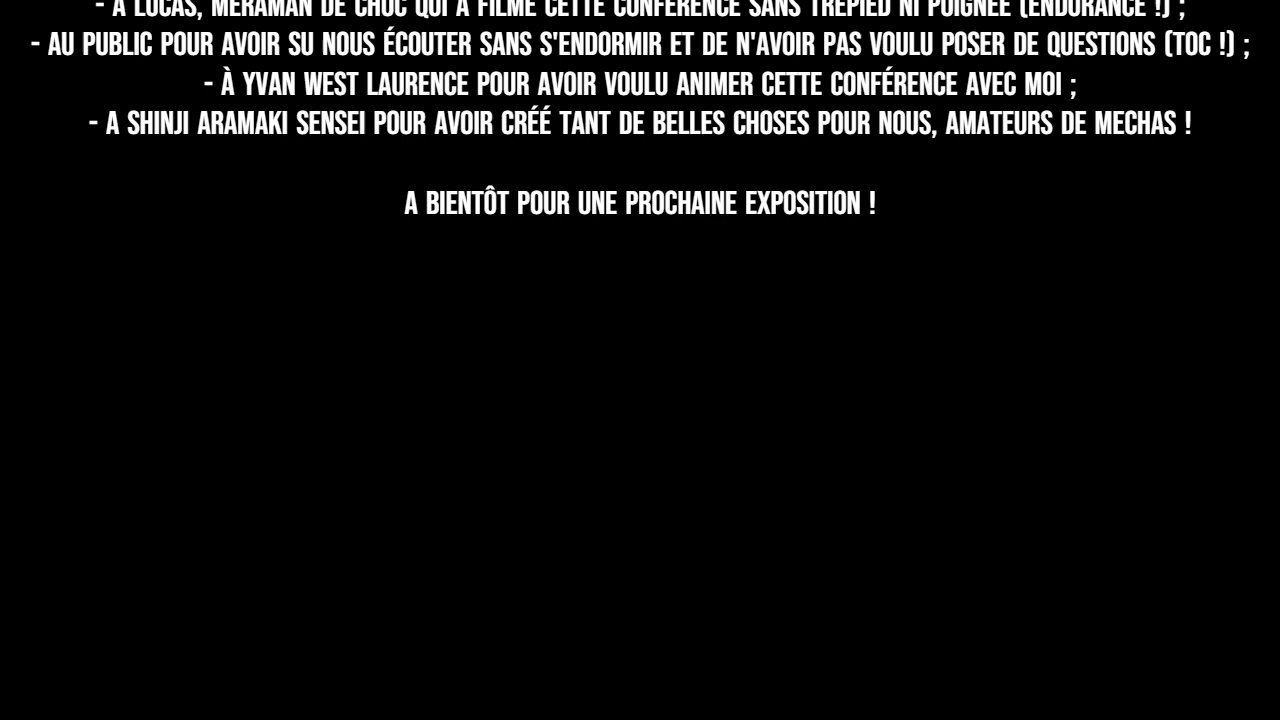 - A LUCAS, MERAMAN DE CHOC QUI A FILMÉ CETTE CONFÉRENCE SANS TRÉPIED NI POIGNÉE (ENDURANCE !) ;
- AU PUBLIC POUR AVOIR SU NOUS ÉCOUTER SANS S'ENDORMIR ET DE N'AVOIR PAS VOULU POSER DE QUESTIONS (TOC !) ;
- À YVAN WEST LAURENCE POUR AVOIR VOULU ANIMER CETTE CONFÉRENCE AVEC MOI ;
- A SHINJI ARAMAKI SENSEI POUR AVOIR CRÉÉ TANT DE BELLES CHOSES POUR NOUS, AMATEURS DE MECHAS !
A BIENTÔT POUR UNE PROCHAINE EXPOSITION !